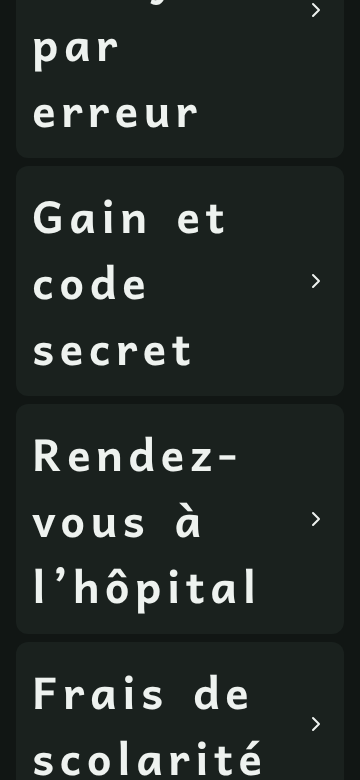 par
erreur
Gain et
code
secret
Rendez-
vous à
l’hôpital
Frais de
scolarité